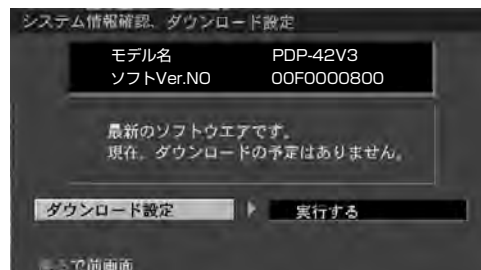 システム情報確認、ダウンロード設定
モデル名 PDP-42V3
ソフトVer.NO 00F0000800
最新のソフトウエアです。
現在、ダウンロードの予定はありません。
ダウンロード設定 ▶ 実行する
で前画面